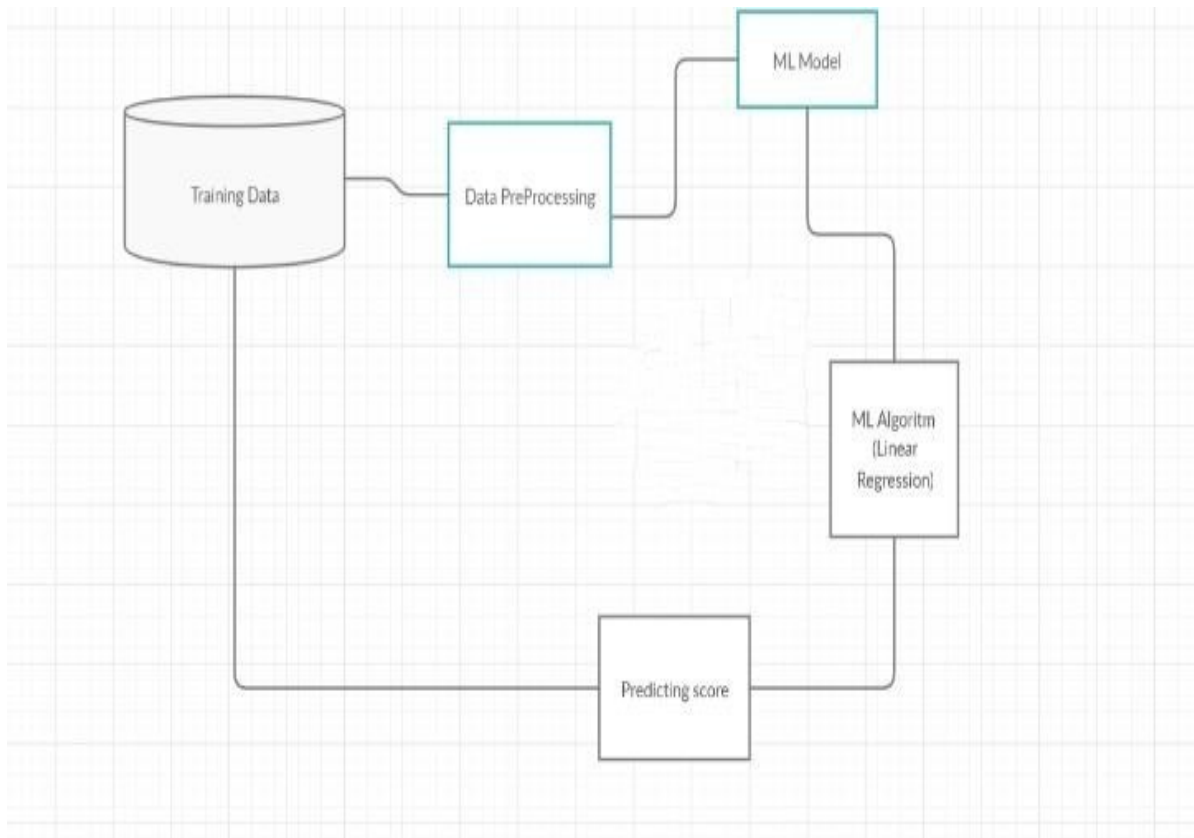 Training Data
Data PreProcessing
ML Model
ML Algoritm
(Linear
Regression)
Predicting score